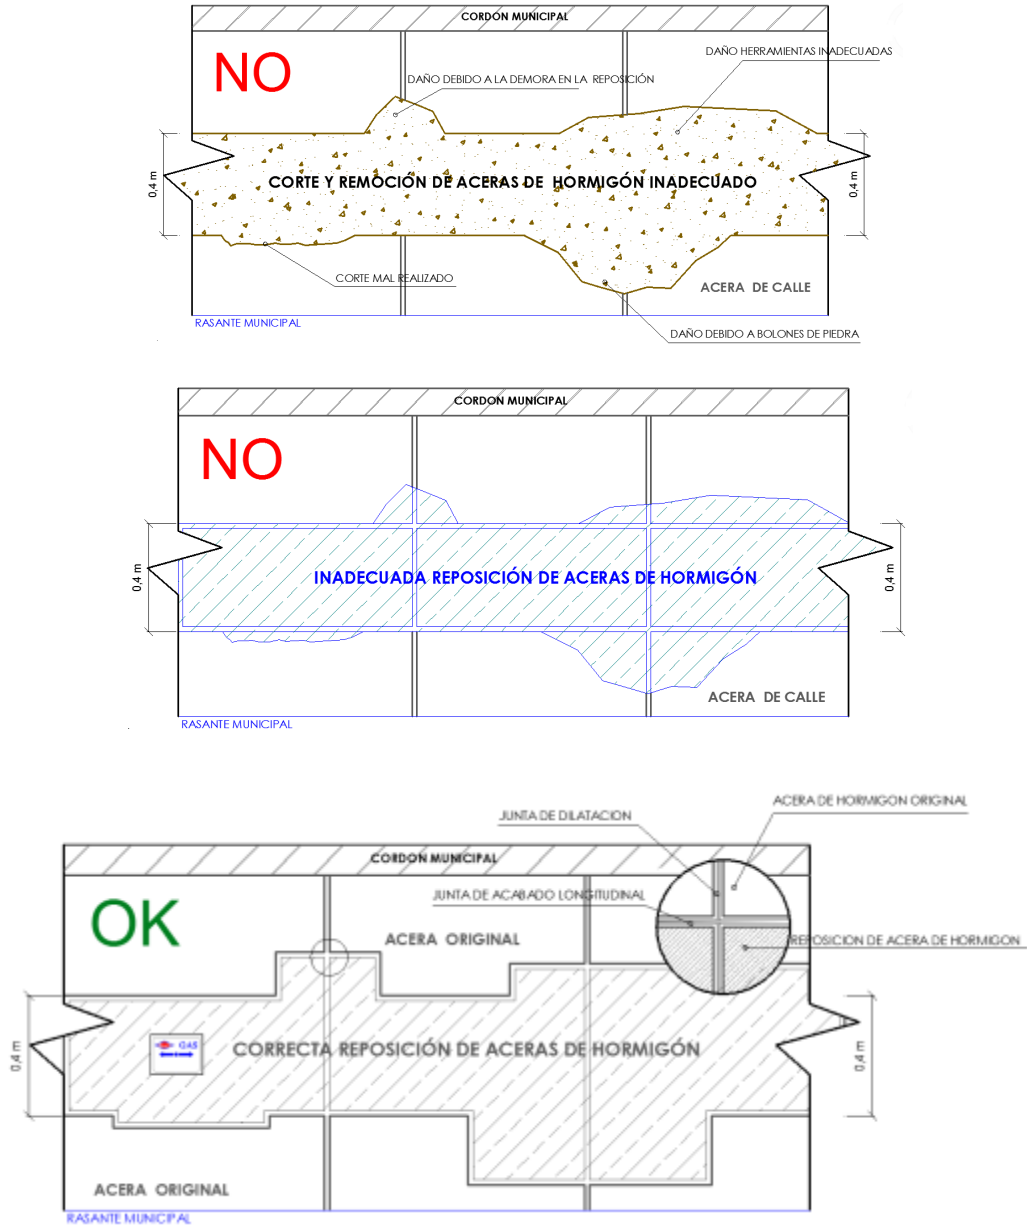 CORDON MUNICIPAL
NO
DAÑO HERRAMIENTAS INADECUADAS
DAÑO DEBIDO A LA DEMORA EN LA REPOSICIÓN
0,4 m
CORTE Y REMOCIÓN DE ACERAS DE HORMIGÓN INADECUADO
0,4 m
CORTE MAL REALIZADO
ACERA DE CALLE
RASANTE MUNICIPAL
DAÑO DEBIDO A BOLONES DE PIEDRA
CORDON MUNICIPAL
NO
0,4 m
INADECUADA REPOSICIÓN DE ACERAS DE HORMIGÓN
0,4 m
ACERA DE CALLE
RASANTE MUNICIPAL
ACERA DE HORMIGON ORIGINAL
JUNTA DE DILATACION
CORDON MUNICIPAL
JUNTA DE ACABADO LONGITUDINAL
OK
ACERA ORIGINAL
REPOSICION DE ACERA DE HORMIGON
GAS
CORRECTA REPOSICIÓN DE ACERAS DE HORMIGÓN
0,4 m
0,4 m
ACERA ORIGINAL
RASANTE MUNICIPAL